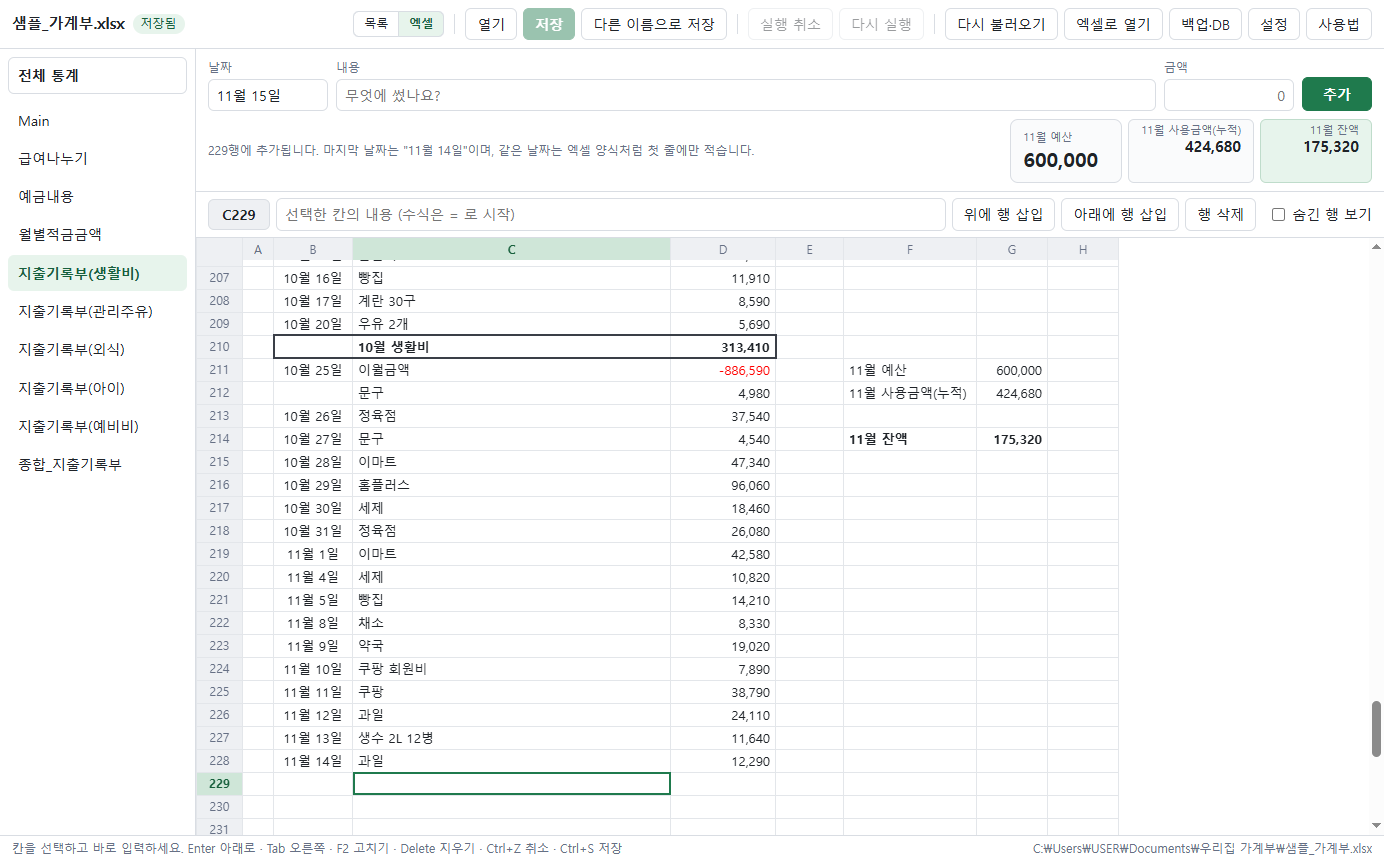 샘플_가계부.xlsx 저장됨 목록 엑셀 열기 저장 다른 이름으로 저장 실행 취소 다시 실행 다시 불러오기 엑셀로 열기 백업·DB 설정 사용법
전체 통계
Main
급여나누기
예금내용
월별적금금액
지출기록부(생활비)
지출기록부(관리주유)
지출기록부(외식)
지출기록부(아이)
지출기록부(예비비)
종합_지출기록부
날짜 내용 금액
11월 15일 무엇에 썼나요? 0 추가
229행에 추가됩니다. 마지막 날짜는 "11월 14일"이며, 같은 날짜는 엑셀 양식처럼 첫 줄에만 적습니다.
11월 예산
600,000
11월 사용금액(누적)
424,680
11월 잔액
175,320
C229 선택한 칸의 내용 (수식은 = 로 시작) 위에 행 삽입 아래에 행 삽입 행 삭제 숨긴 행 보기
A B C D E F G H
207 10월 16일 빵집 11,910
208 10월 17일 계란 30구 8,590
209 10월 20일 우유 2개 5,690
210 10월 생활비 313,410
211 10월 25일 이월금액 -886,590 11월 예산 600,000
212 문구 4,980 11월 사용금액(누적) 424,680
213 10월 26일 정육점 37,540
214 10월 27일 문구 4,540 11월 잔액 175,320
215 10월 28일 이마트 47,340
216 10월 29일 홈플러스 96,060
217 10월 30일 세제 18,460
218 10월 31일 정육점 26,080
219 11월 1일 이마트 42,580
220 11월 4일 세제 10,820
221 11월 5일 빵집 14,210
222 11월 8일 채소 8,330
223 11월 9일 약국 19,020
224 11월 10일 쿠팡 회원비 7,890
225 11월 11일 쿠팡 38,790
226 11월 12일 과일 24,110
227 11월 13일 생수 2L 12병 11,640
228 11월 14일 과일 12,290
229
230
231
칸을 선택하고 바로 입력하세요. Enter 아래로 · Tab 오른쪽 · F2 고치기 · Delete 지우기 · Ctrl+Z 취소 · Ctrl+S 저장 C:₩Users₩USER₩Documents₩우리집 가계부₩샘플_가계부.xlsx